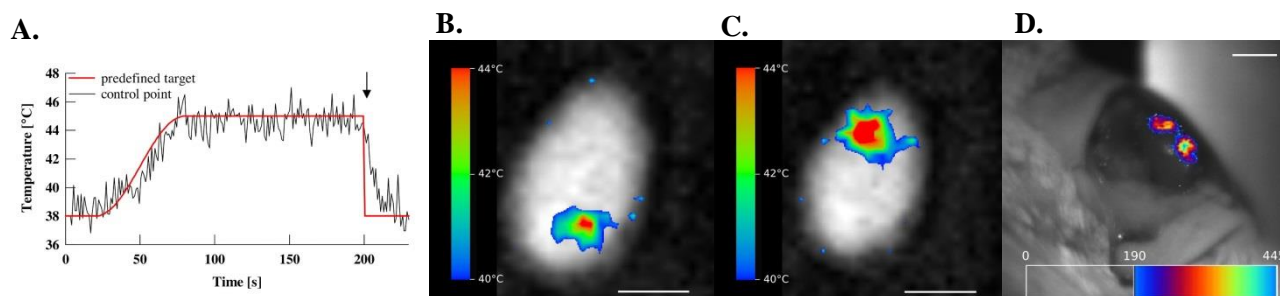 A.
B.
C.
D.
48
predefined target
control point
46
44
42
40
38
36
Temperature [°C]
0
50
100
150
200
200
Time [s]
44°C
42°C
40°C
44°C
42°C
40°C
0
190